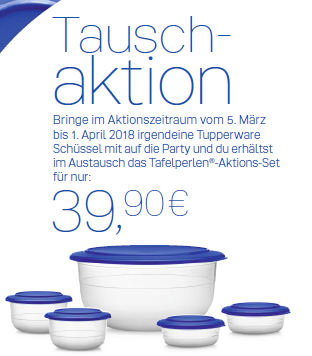 Tausch-
aktion
Bringe im Aktionszeitraum vom 5. März
bis 1. April 2018 irgendeine Tupperware
Schüssel mit auf die Party und du erhältst
im Austausch das Tafelperlen®-Aktions-Set
für nur:
39,90 €